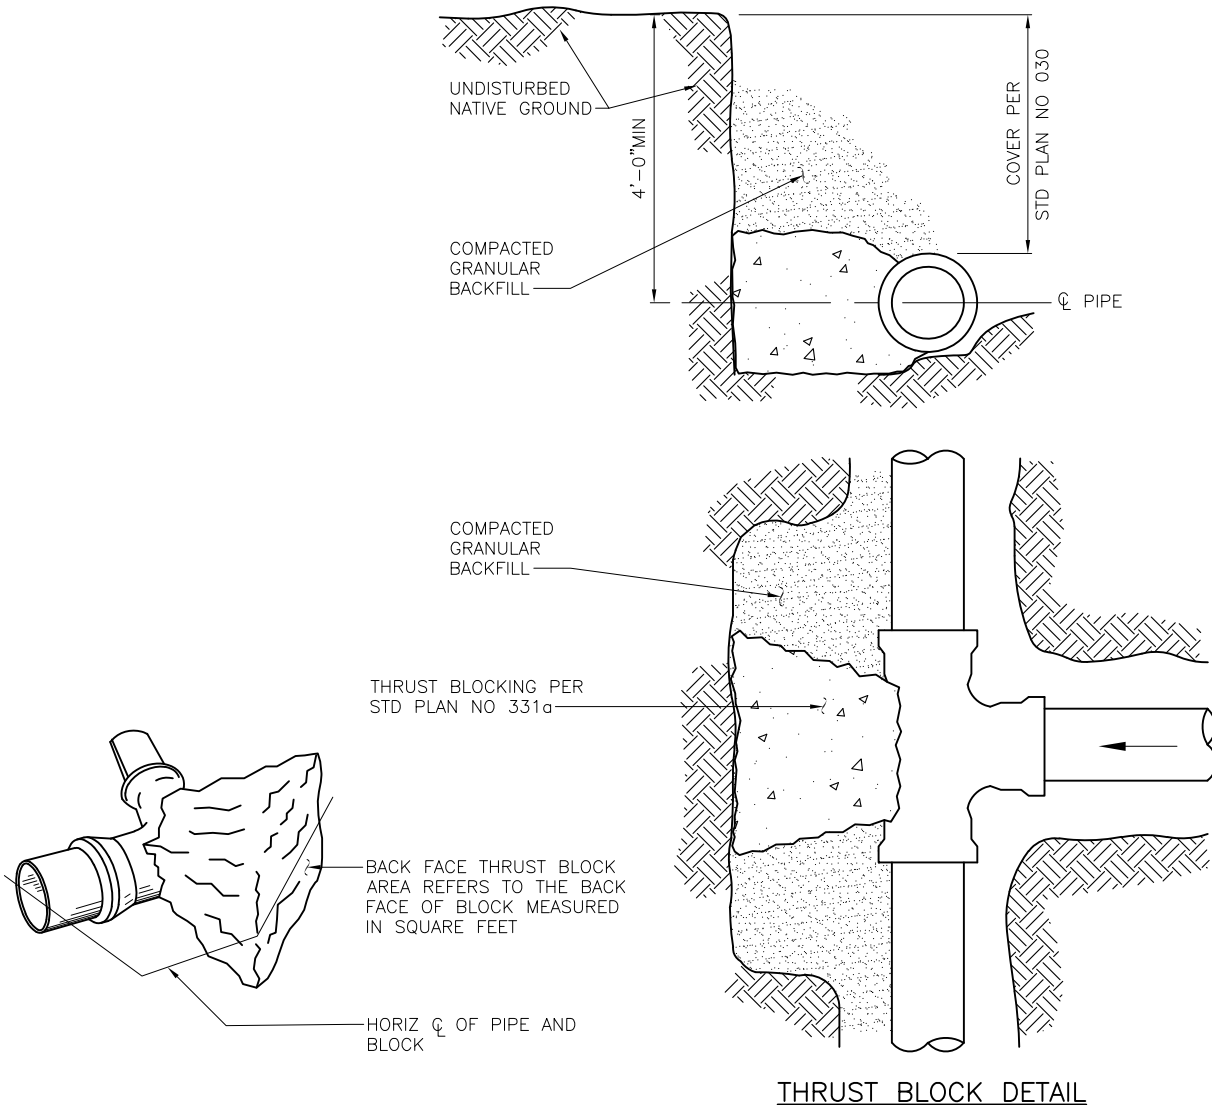 UNDISTURBED
NATIVE GROUND
4'-0"MIN
COVER PER
STD PLAN NO 030
COMPACTED
GRANULAR
BACKFILL
℄ PIPE
COMPACTED
GRANULAR
BACKFILL
THRUST BLOCKING PER
STD PLAN NO 331a
BACK FACE THRUST BLOCK
AREA REFERS TO THE BACK
FACE OF BLOCK MEASURED
IN SQUARE FEET
HORIZ ℄ OF PIPE AND
BLOCK
THRUST BLOCK DETAIL